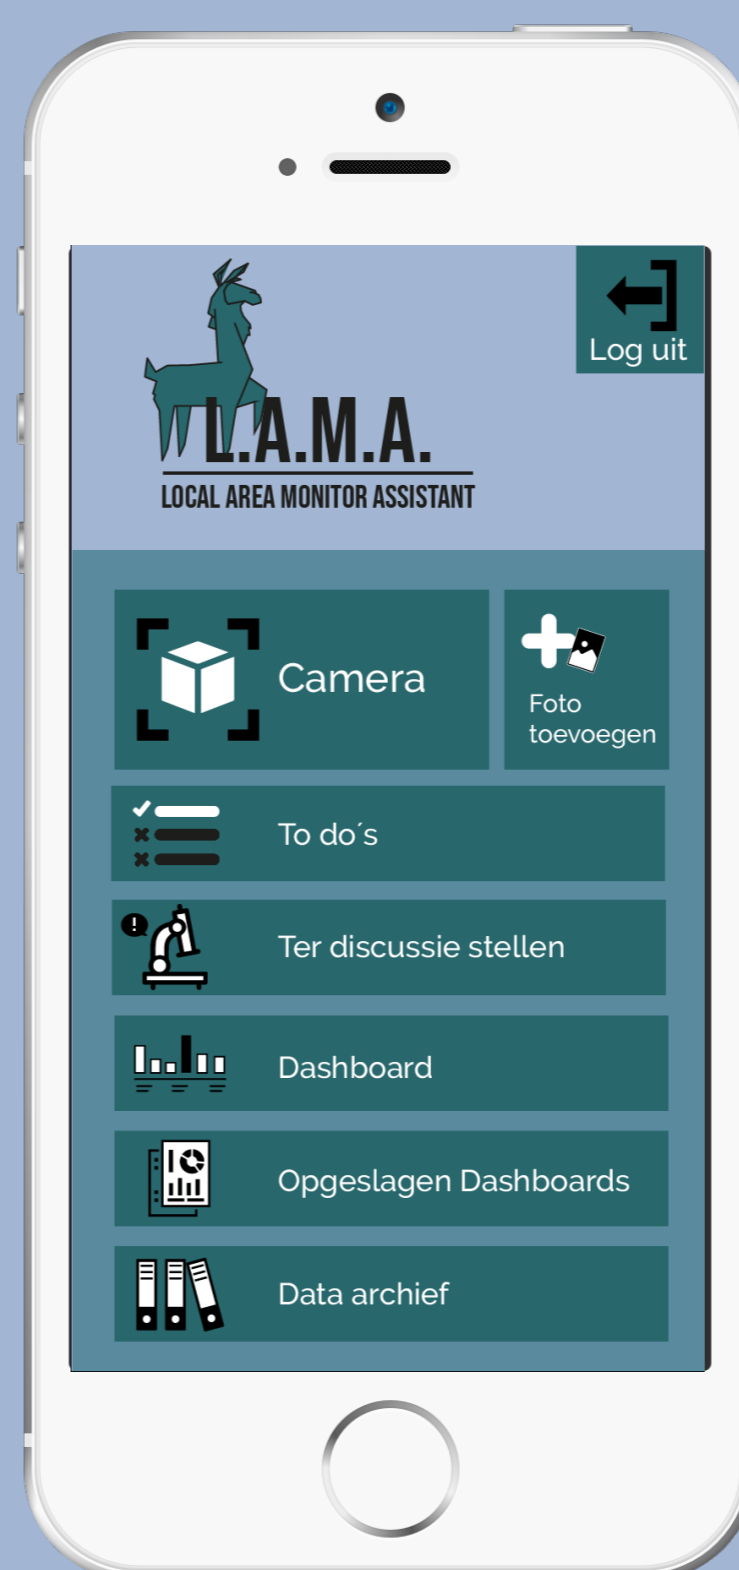 Log uit
L.A.M.A.
LOCAL AREA MONITOR ASSISTANT
Camera
Foto
toevoegen
To do´s
Ter discussie stellen
Dashboard
Opgeslagen Dashboards
Data archief